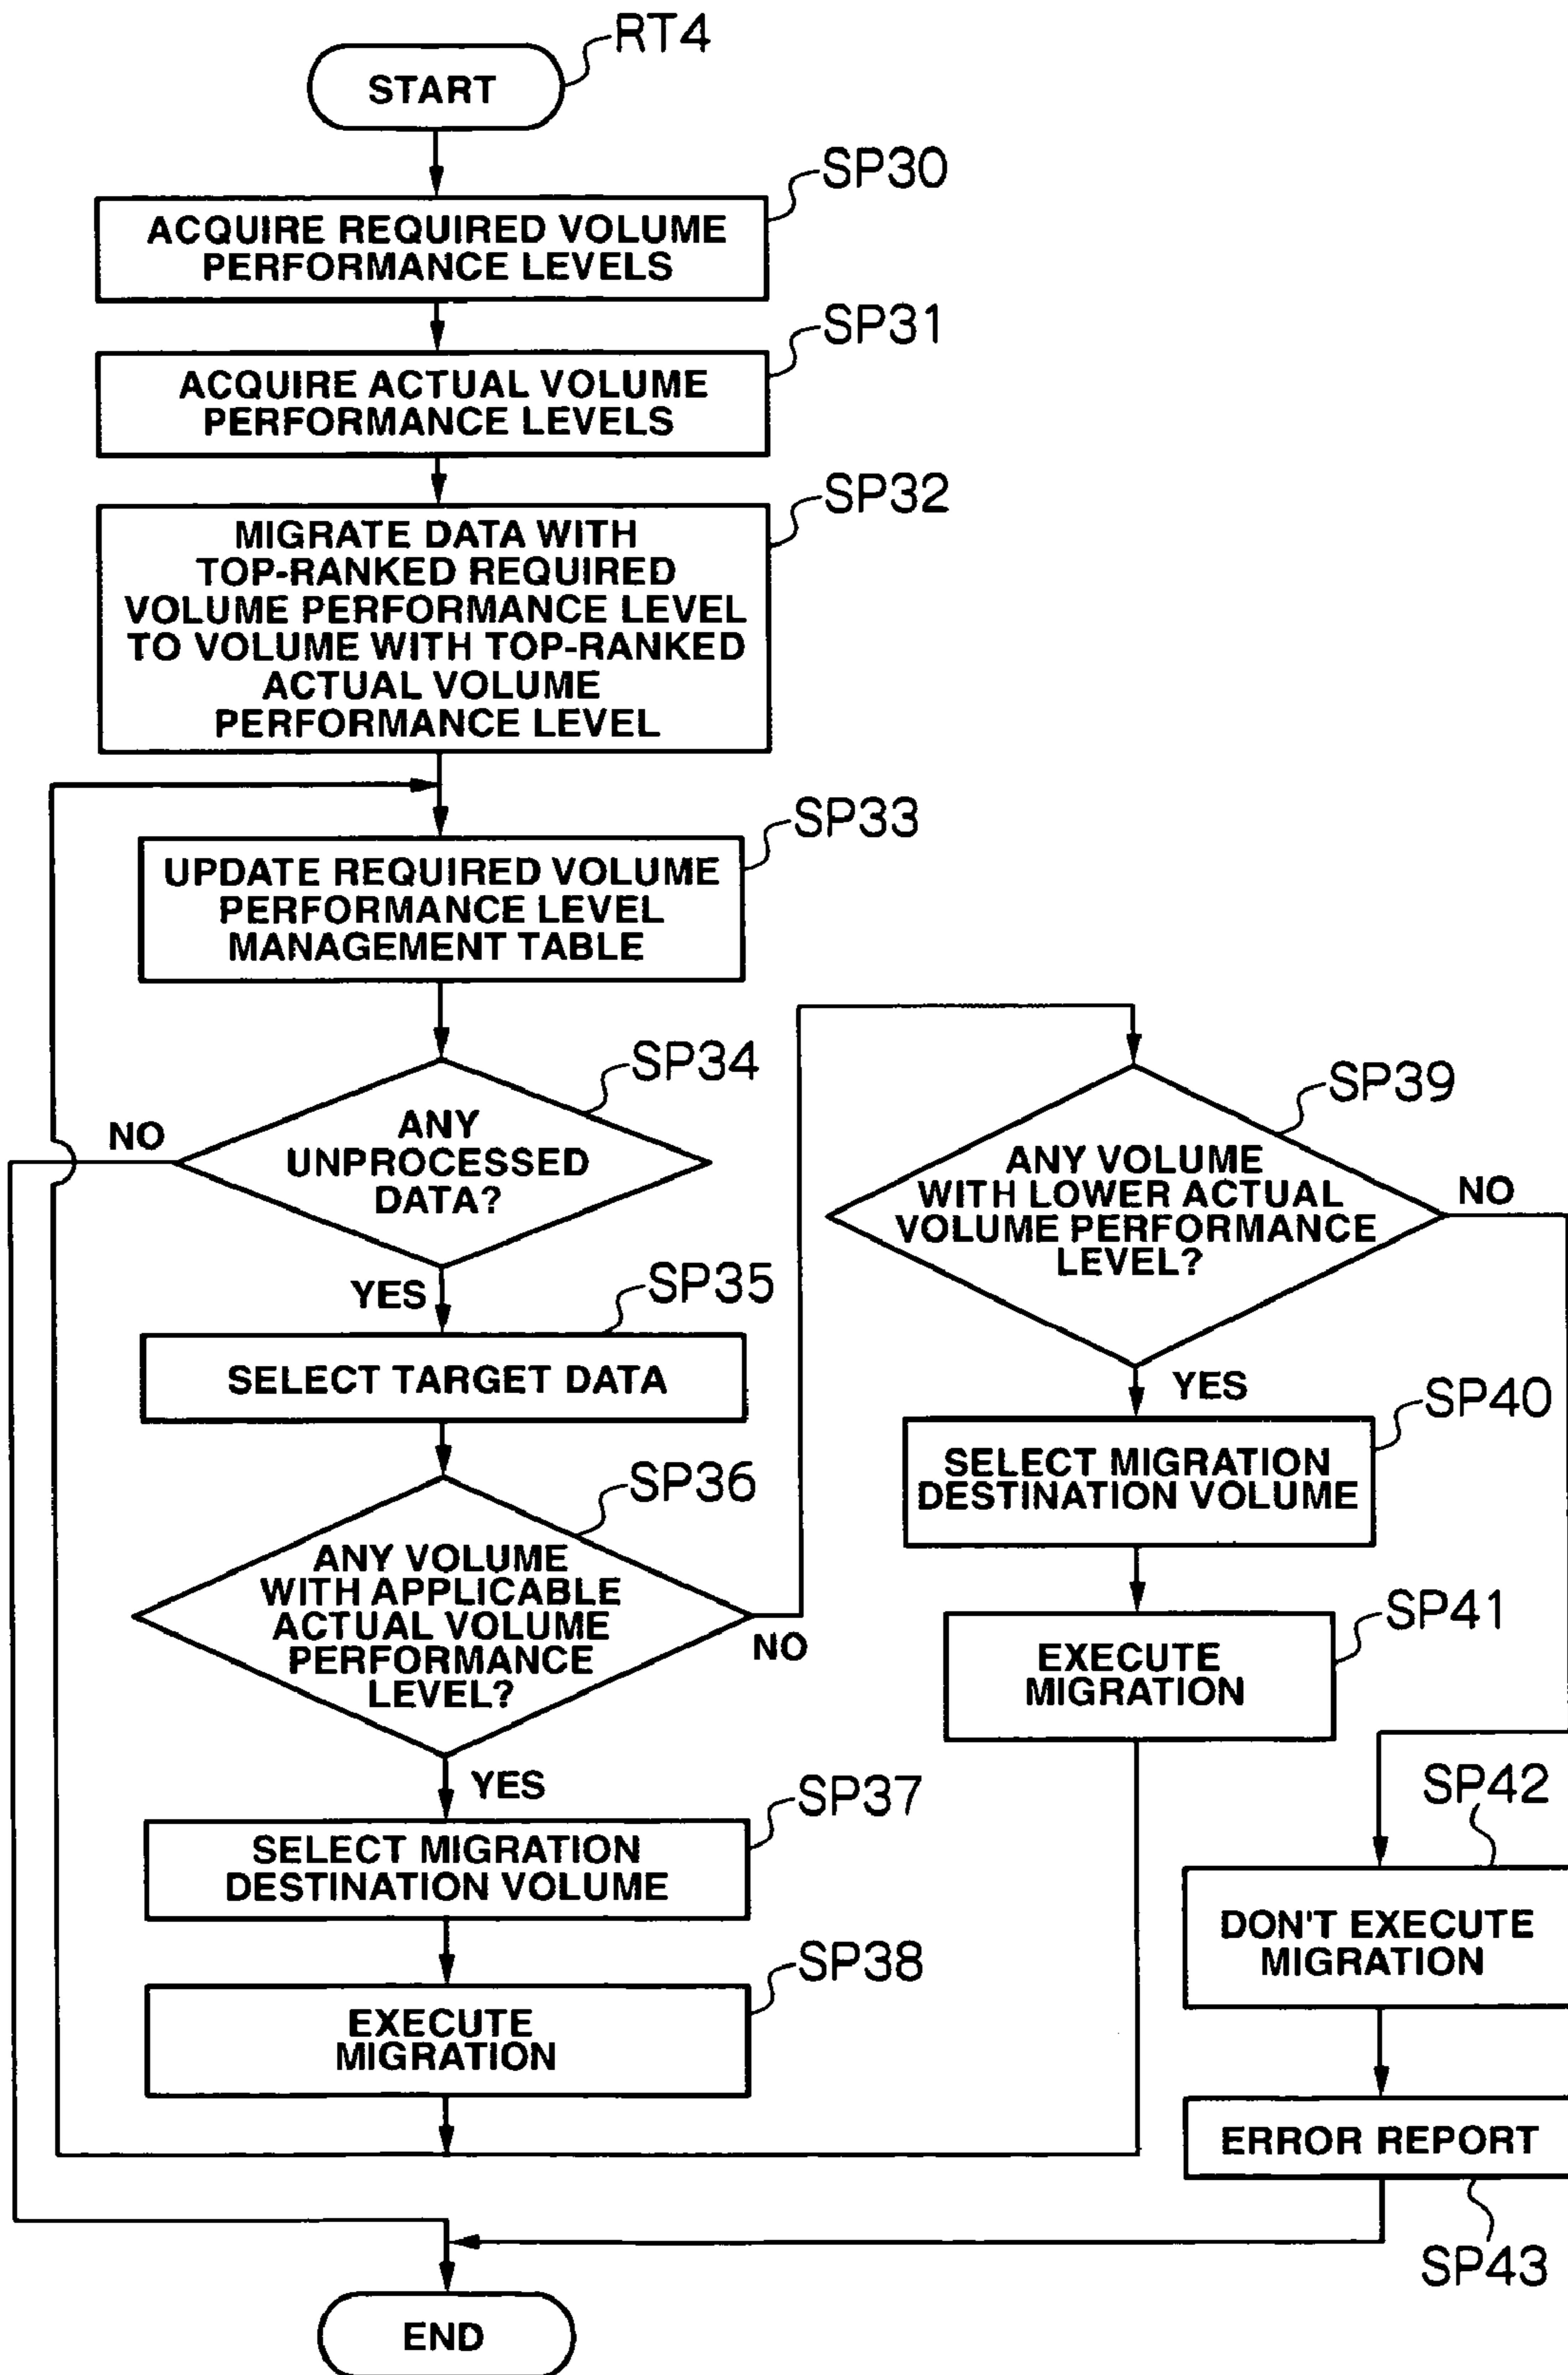 RT4
START
SP30
ACQUIRE REQUIRED VOLUME
PERFORMANCE LEVELS
SP31
ACQUIRE ACTUAL VOLUME
PERFORMANCE LEVELS
SP32
MIGRATE DATA WITH
TOP-RANKED REQUIRED
VOLUME PERFORMANCE LEVEL
TO VOLUME WITH TOP-RANKED
ACTUAL VOLUME
PERFORMANCE LEVEL
SP33
UPDATE REQUIRED VOLUME
PERFORMANCE LEVEL
MANAGEMENT TABLE
SP34
ANY
UNPROCESSED
DATA?
NO
YES
SP35
SELECT TARGET DATA
SP36
ANY VOLUME
WITH APPLICABLE
ACTUAL VOLUME
PERFORMANCE
LEVEL?
NO
YES
SP37
SELECT MIGRATION
DESTINATION VOLUME
SP38
EXECUTE
MIGRATION
SP39
ANY VOLUME
WITH LOWER ACTUAL
VOLUME PERFORMANCE
LEVEL?
NO
YES
SP40
SELECT MIGRATION
DESTINATION VOLUME
SP41
EXECUTE
MIGRATION
SP42
DON'T EXECUTE
MIGRATION
ERROR REPORT
SP43
END